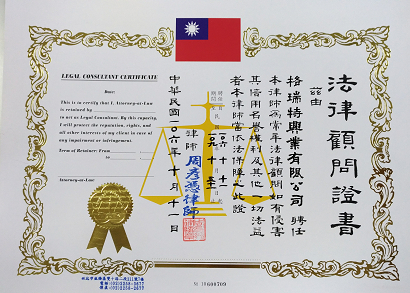 法律顧問證書
茲由
格瑞特興業有限公司 聘任
本律師為常年法律顧問如有侵害
其信用名譽權利及其他一切法益
者本律師當依法保障之此證
律師 周彥憑律師
中華民國一〇六年十月十一日
LEGAL CONSULTANT CERTIFICATE
Date:
This is to certify that I, Attorney-at-Law
is retained by
to act as Legal Consultant. By this capacity,
I will protect the reputation, rights, and
all other interests of my client in case of
any impairment or infringement.
Term of Retainer: From
to
Attorney-at-Law: